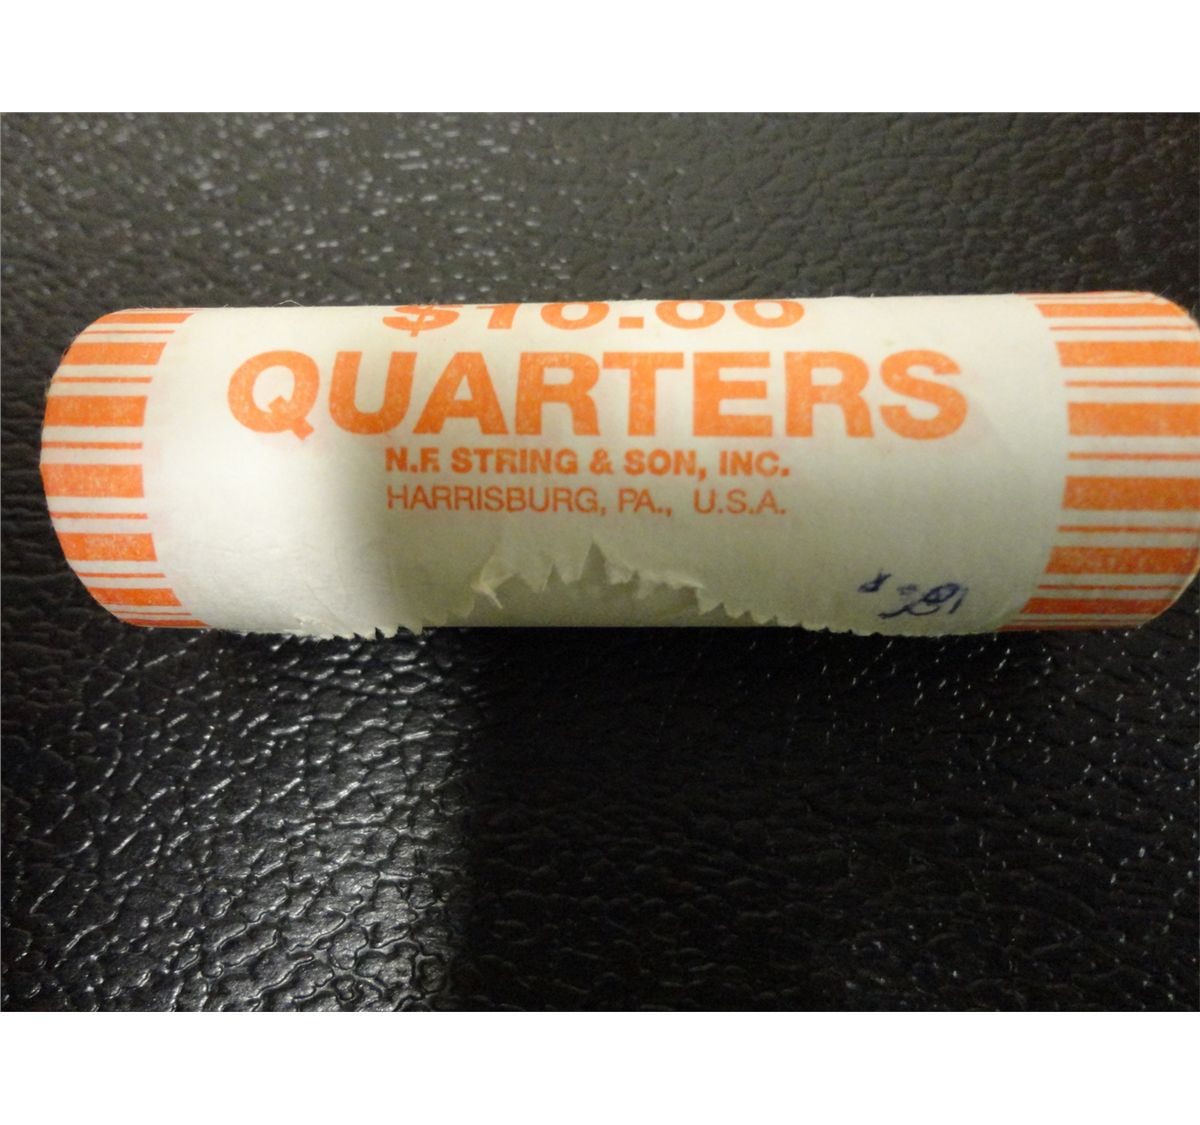 $10.00
QUARTERS
N.F. STRING & SON, INC.
HARRISBURG, PA., U.S.A.